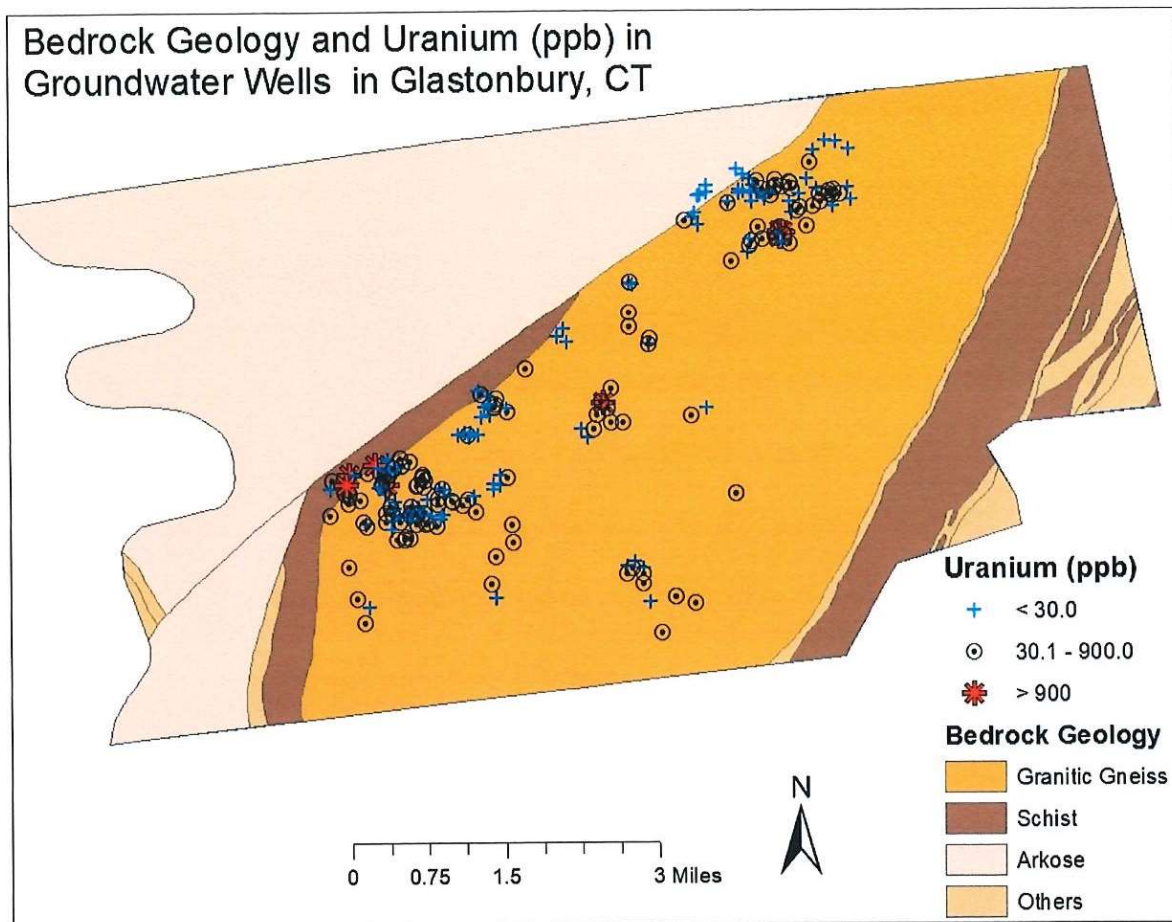 Bedrock Geology and Uranium (ppb) in
Groundwater Wells in Glastonbury, CT
Uranium (ppb)
< 30.0
30.1 - 900.0
> 900
Bedrock Geology
Granitic Gneiss
Schist
Arkose
Others
N
0 0.75 1.5 3 Miles